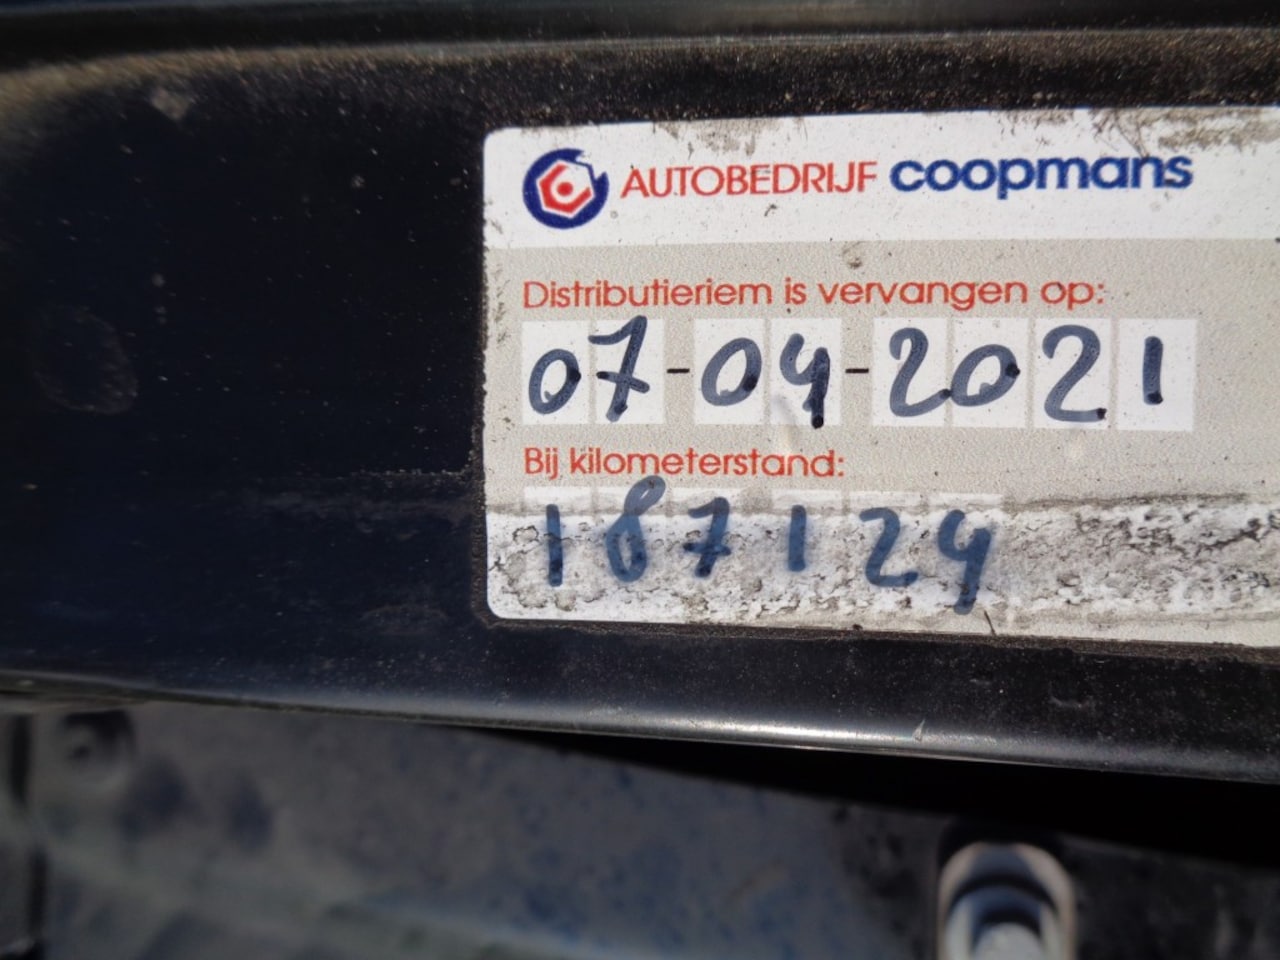 AUTOBEDRIJF coopmans
Distributieriem is vervangen op:
07-04-2021
Bij kilometerstand:
187124